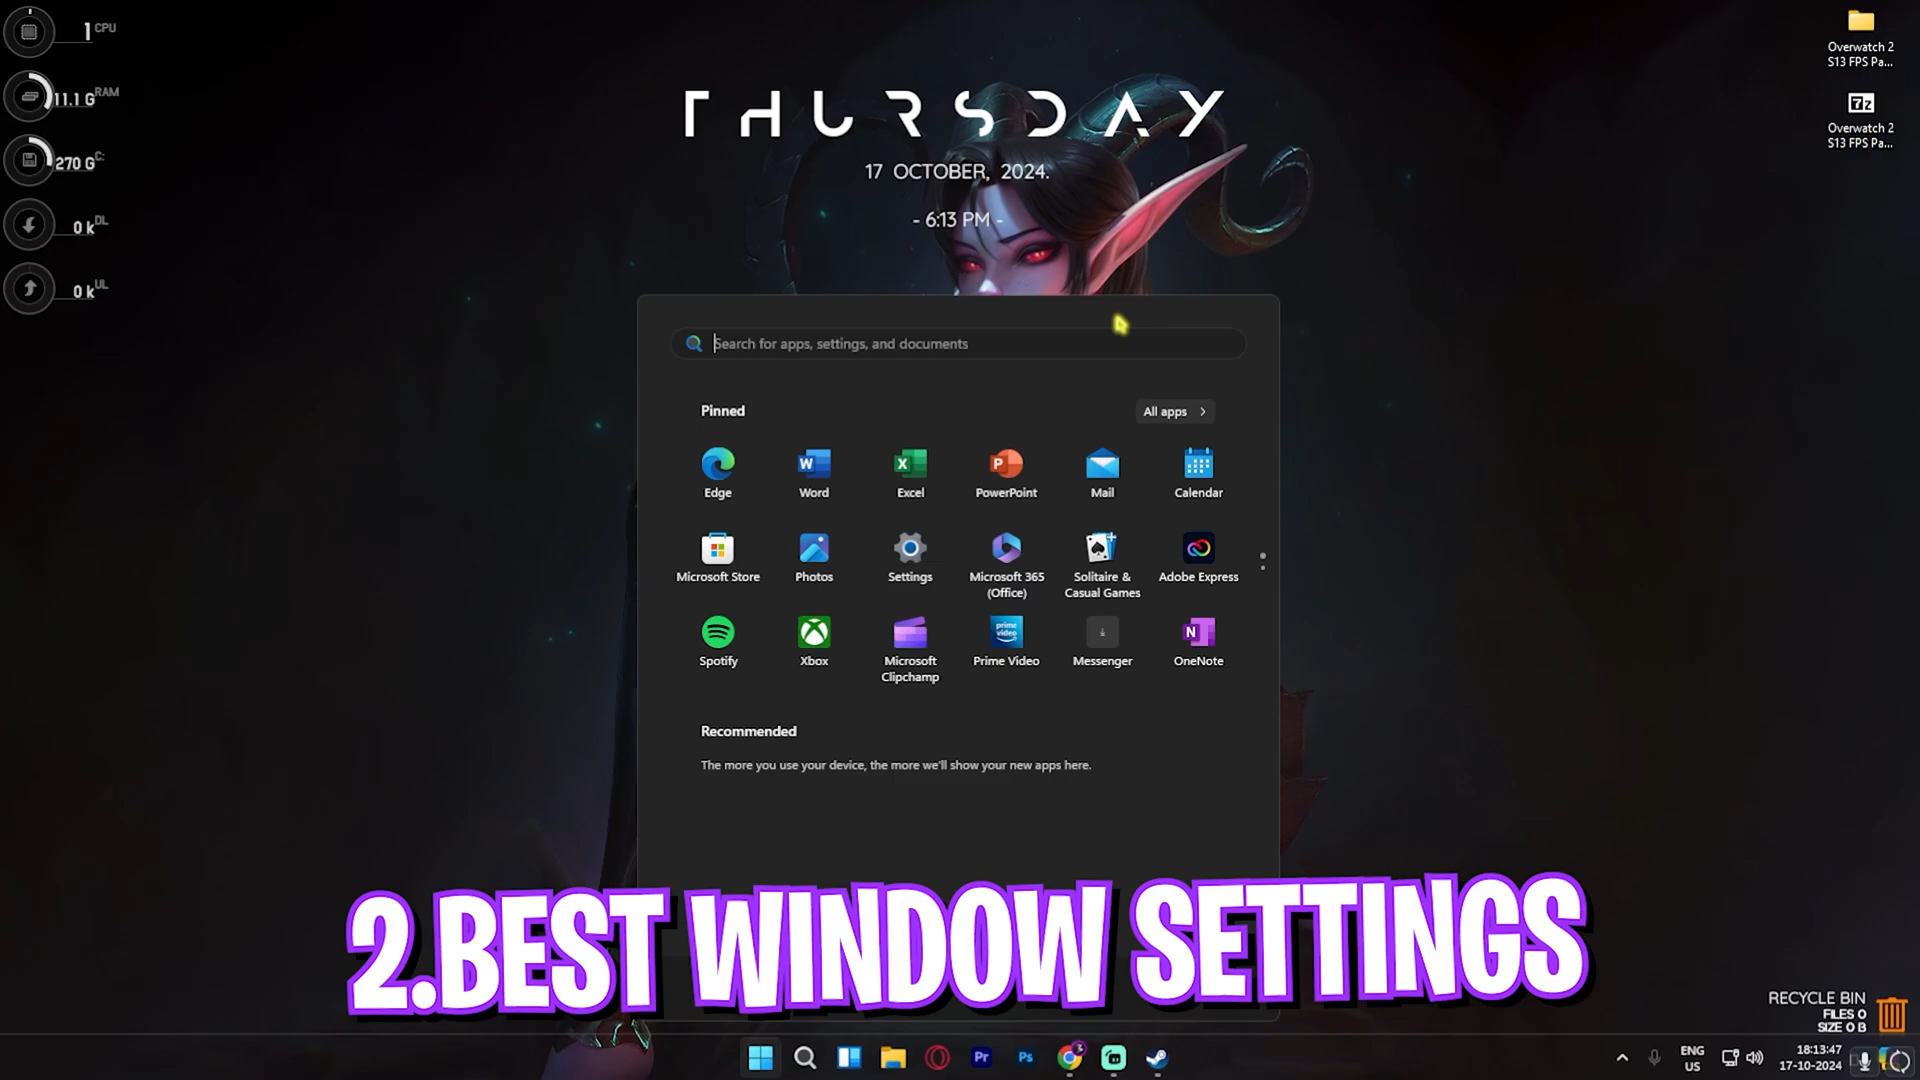 1 CPU
11.1 G RAM
270 G C:
0 k DL
0 k UL
THURSDAY
17 OCTOBER, 2024.
- 6:13 PM -
Overwatch 2
S13 FPS Pa...
7z
Overwatch 2
S13 FPS Pa...
Search for apps, settings, and documents
Pinned
All apps
Edge
Word
Excel
PowerPoint
Mail
Calendar
Microsoft Store
Photos
Settings
Microsoft 365
(Office)
Solitaire &
Casual Games
Adobe Express
Spotify
Xbox
Microsoft
Clipchamp
prime
video
Prime Video
Messenger
OneNote
Recommended
The more you use your device, the more we'll show your new apps here.
2.BEST WINDOW SETTINGS
RECYCLE BIN
FILES 0
SIZE 0 B
Pr
Ps
3
ENG
US
18:13:47
17-10-2024